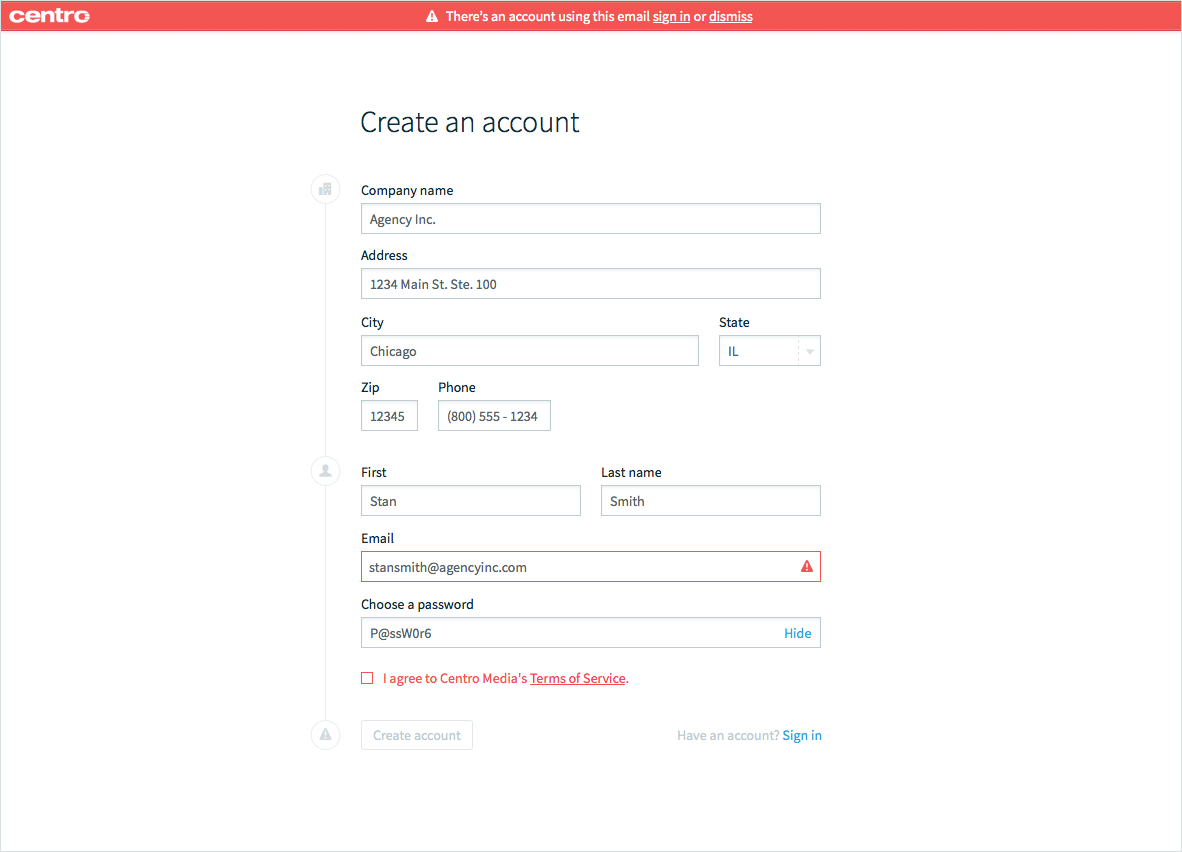 centro
There's an account using this email sign in or dismiss
Create an account
Company name
Agency Inc.
Address
1234 Main St. Ste. 100
City State
Chicago IL
Zip Phone
12345 (800) 555 - 1234
First Last name
Stan Smith
Email
stansmith@agencyinc.com
Choose a password
P@ssW0r6 Hide
I agree to Centro Media's Terms of Service.
Create account Have an account? Sign in